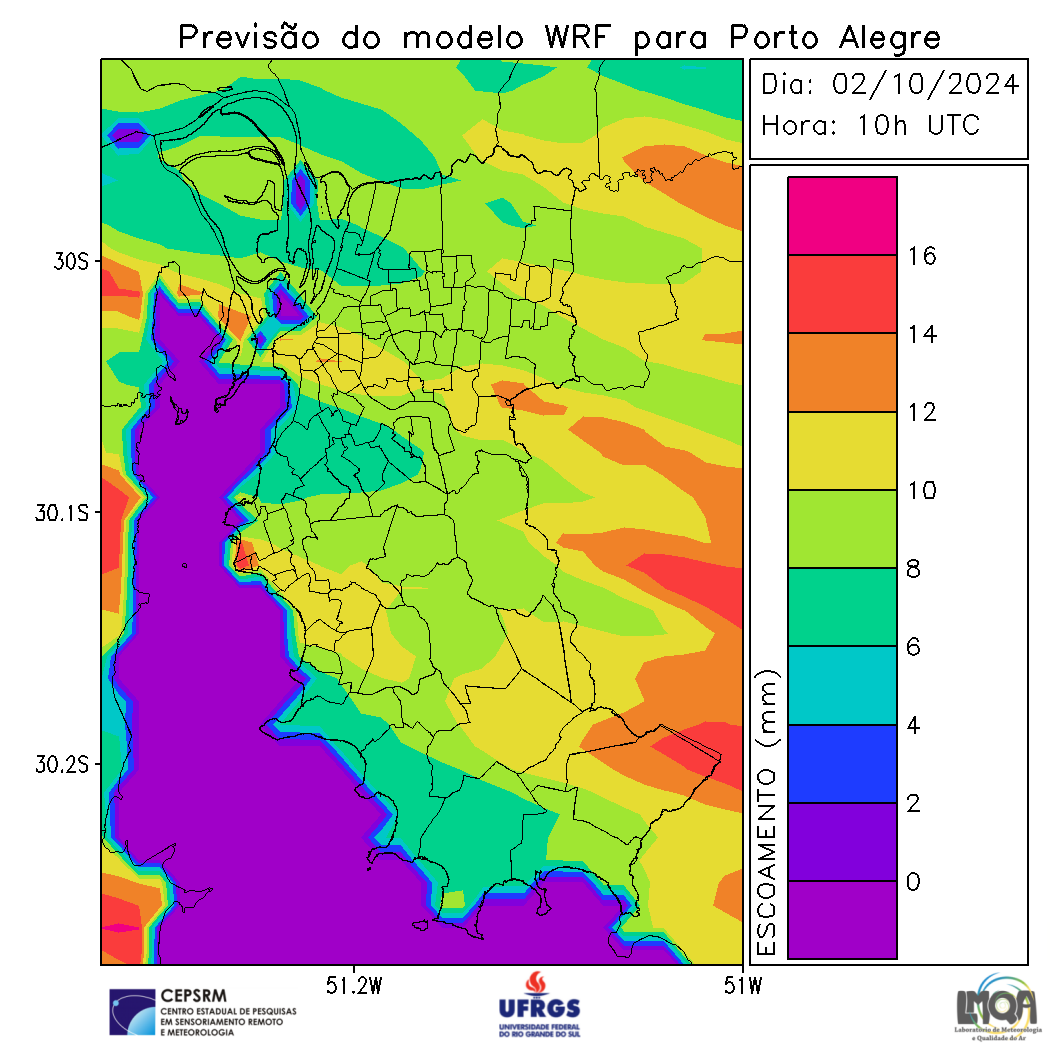 Previsão do modelo WRF para Porto Alegre
Dia: 02/10/2024
Hora: 10h UTC
16
14
12
10
8
6
4
2
0
ESCOAMENTO (mm)
30S
30.1S
30.2S
51.2W
51W
CEPSRM
CENTRO ESTADUAL DE PESQUISAS
EM SENSORIAMENTO REMOTO
E METEOROLOGIA
UFRGS
UNIVERSIDADE FEDERAL
DO RIO GRANDE DO SUL
LMQA
Laboratório de Meteorologia
e Qualidade do Ar